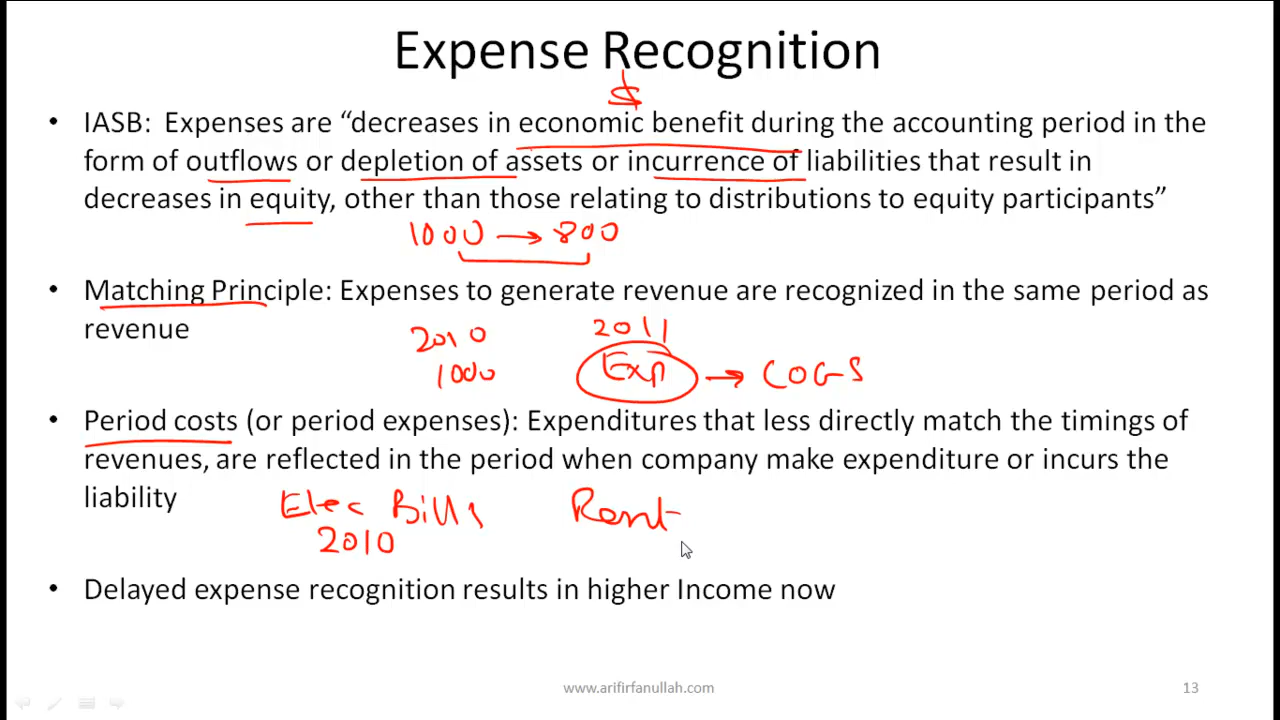 Expense Recognition
$
• IASB: Expenses are “decreases in economic benefit during the accounting period in the
form of outflows or depletion of assets or incurrence of liabilities that result in
decreases in equity, other than those relating to distributions to equity participants”
1000 → 800
• Matching Principle: Expenses to generate revenue are recognized in the same period as
revenue
2010 2011
1000 Exp → COGS
• Period costs (or period expenses): Expenditures that less directly match the timings of
revenues, are reflected in the period when company make expenditure or incurs the
liability
Elec Bills Rent
2010
• Delayed expense recognition results in higher Income now
www.arifirfanullah.com 13